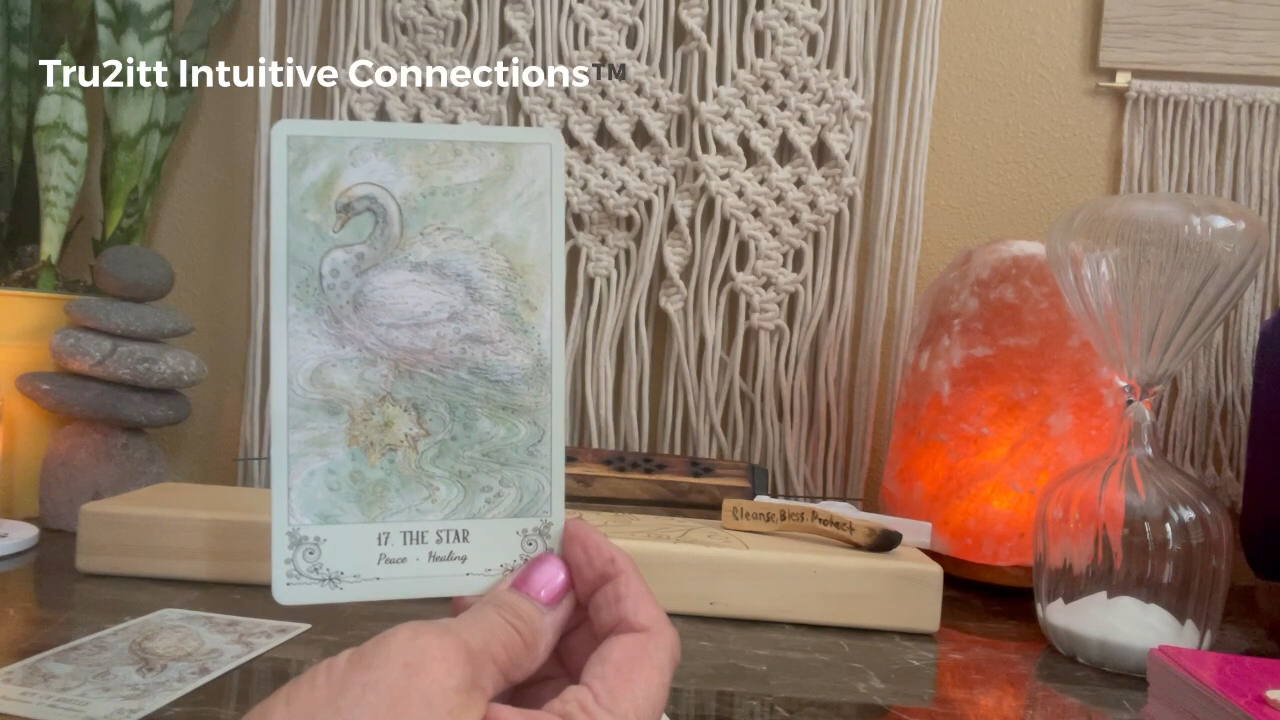 Tru2itt Intuitive Connections™
17. THE STAR
Peace · Healing
Cleanse, Bless, Protect